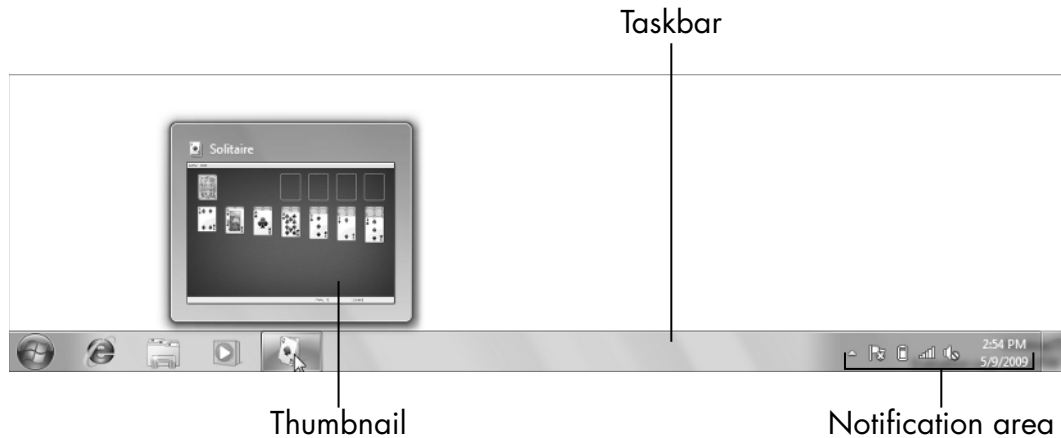 Taskbar
Solitaire
2:54 PM
5/9/2009
Thumbnail
Notification area